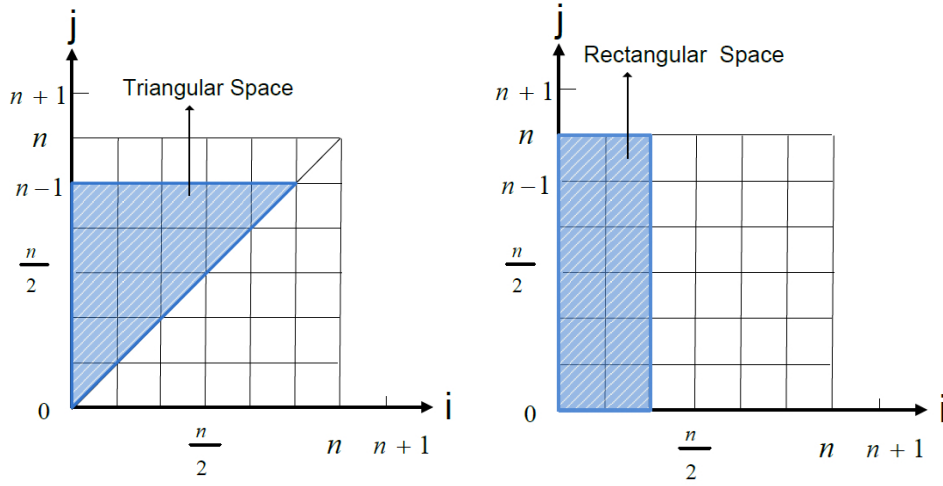 j
Triangular Space
n + 1
n
n − 1
n/2
0
i
n/2
n
n + 1
j
Rectangular Space
n + 1
n
n − 1
n/2
0
i
n/2
n
n + 1